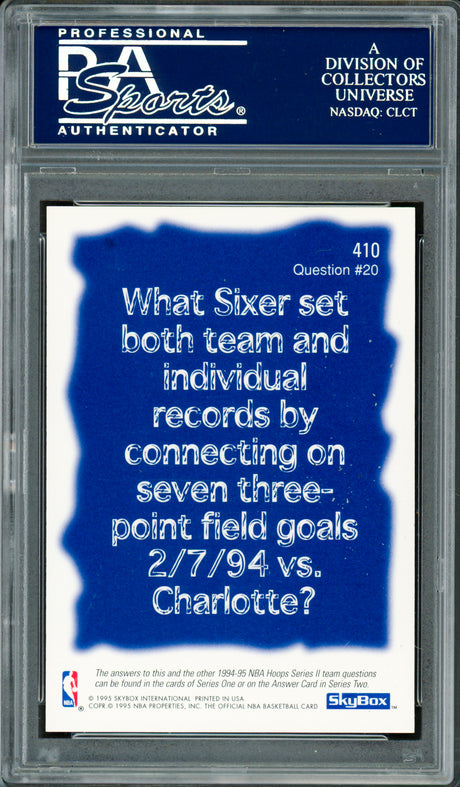 PROFESSIONAL
PSA
Sports®
AUTHENTICATOR
A
DIVISION OF
COLLECTORS
UNIVERSE
NASDAQ: CLCT
410
Question #20
What Sixer set
both team and
individual
records by
connecting on
seven three-
point field goals
2/7/94 vs.
Charlotte?
The answers to this and the other 1994-95 NBA Hoops Series II team questions
can be found in the cards of Series One or on the Answer Card in Series Two.
© 1995 SKYBOX INTERNATIONAL PRINTED IN USA
COPR.© 1995 NBA PROPERTIES, INC. THE OFFICIAL NBA BASKETBALL CARD
NBA
SkyBox™